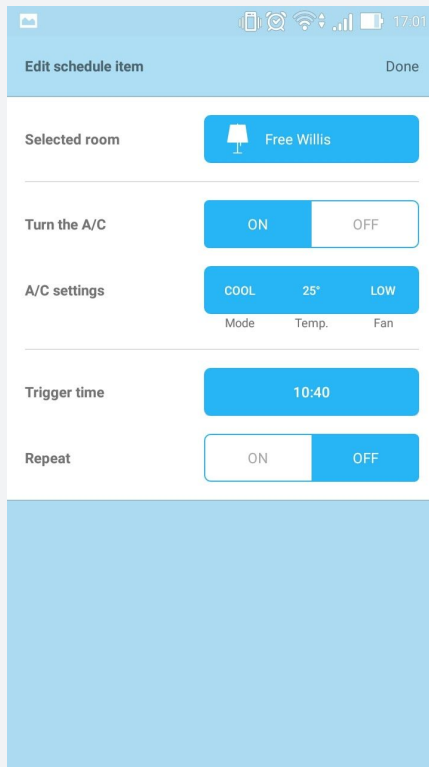 17.01
Edit schedule item Done
Selected room Free Willis
Turn the A/C ON OFF
A/C settings COOL 25° LOW
Mode Temp. Fan
Trigger time 10:40
Repeat ON OFF